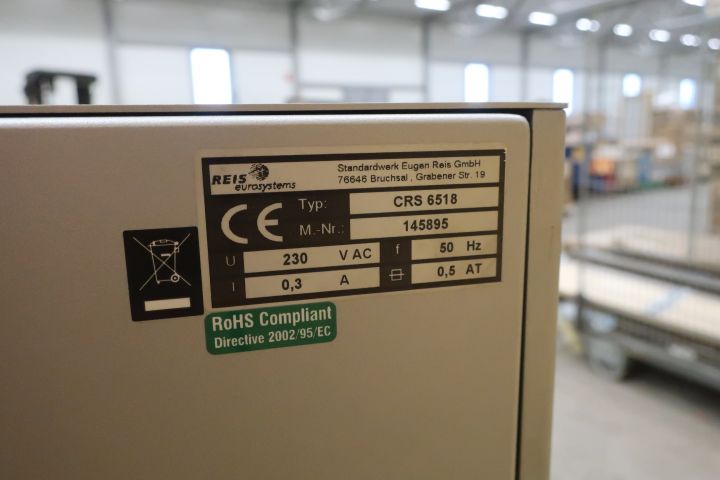 REIS
eurosystems
Standardwerk Eugen Reis GmbH
76646 Bruchsal , Grabener Str. 19
CE
Typ: CRS 6518
M.-Nr.: 145895
U 230 V AC f 50 Hz
I 0,3 A 0,5 AT
RoHS Compliant
Directive 2002/95/EC